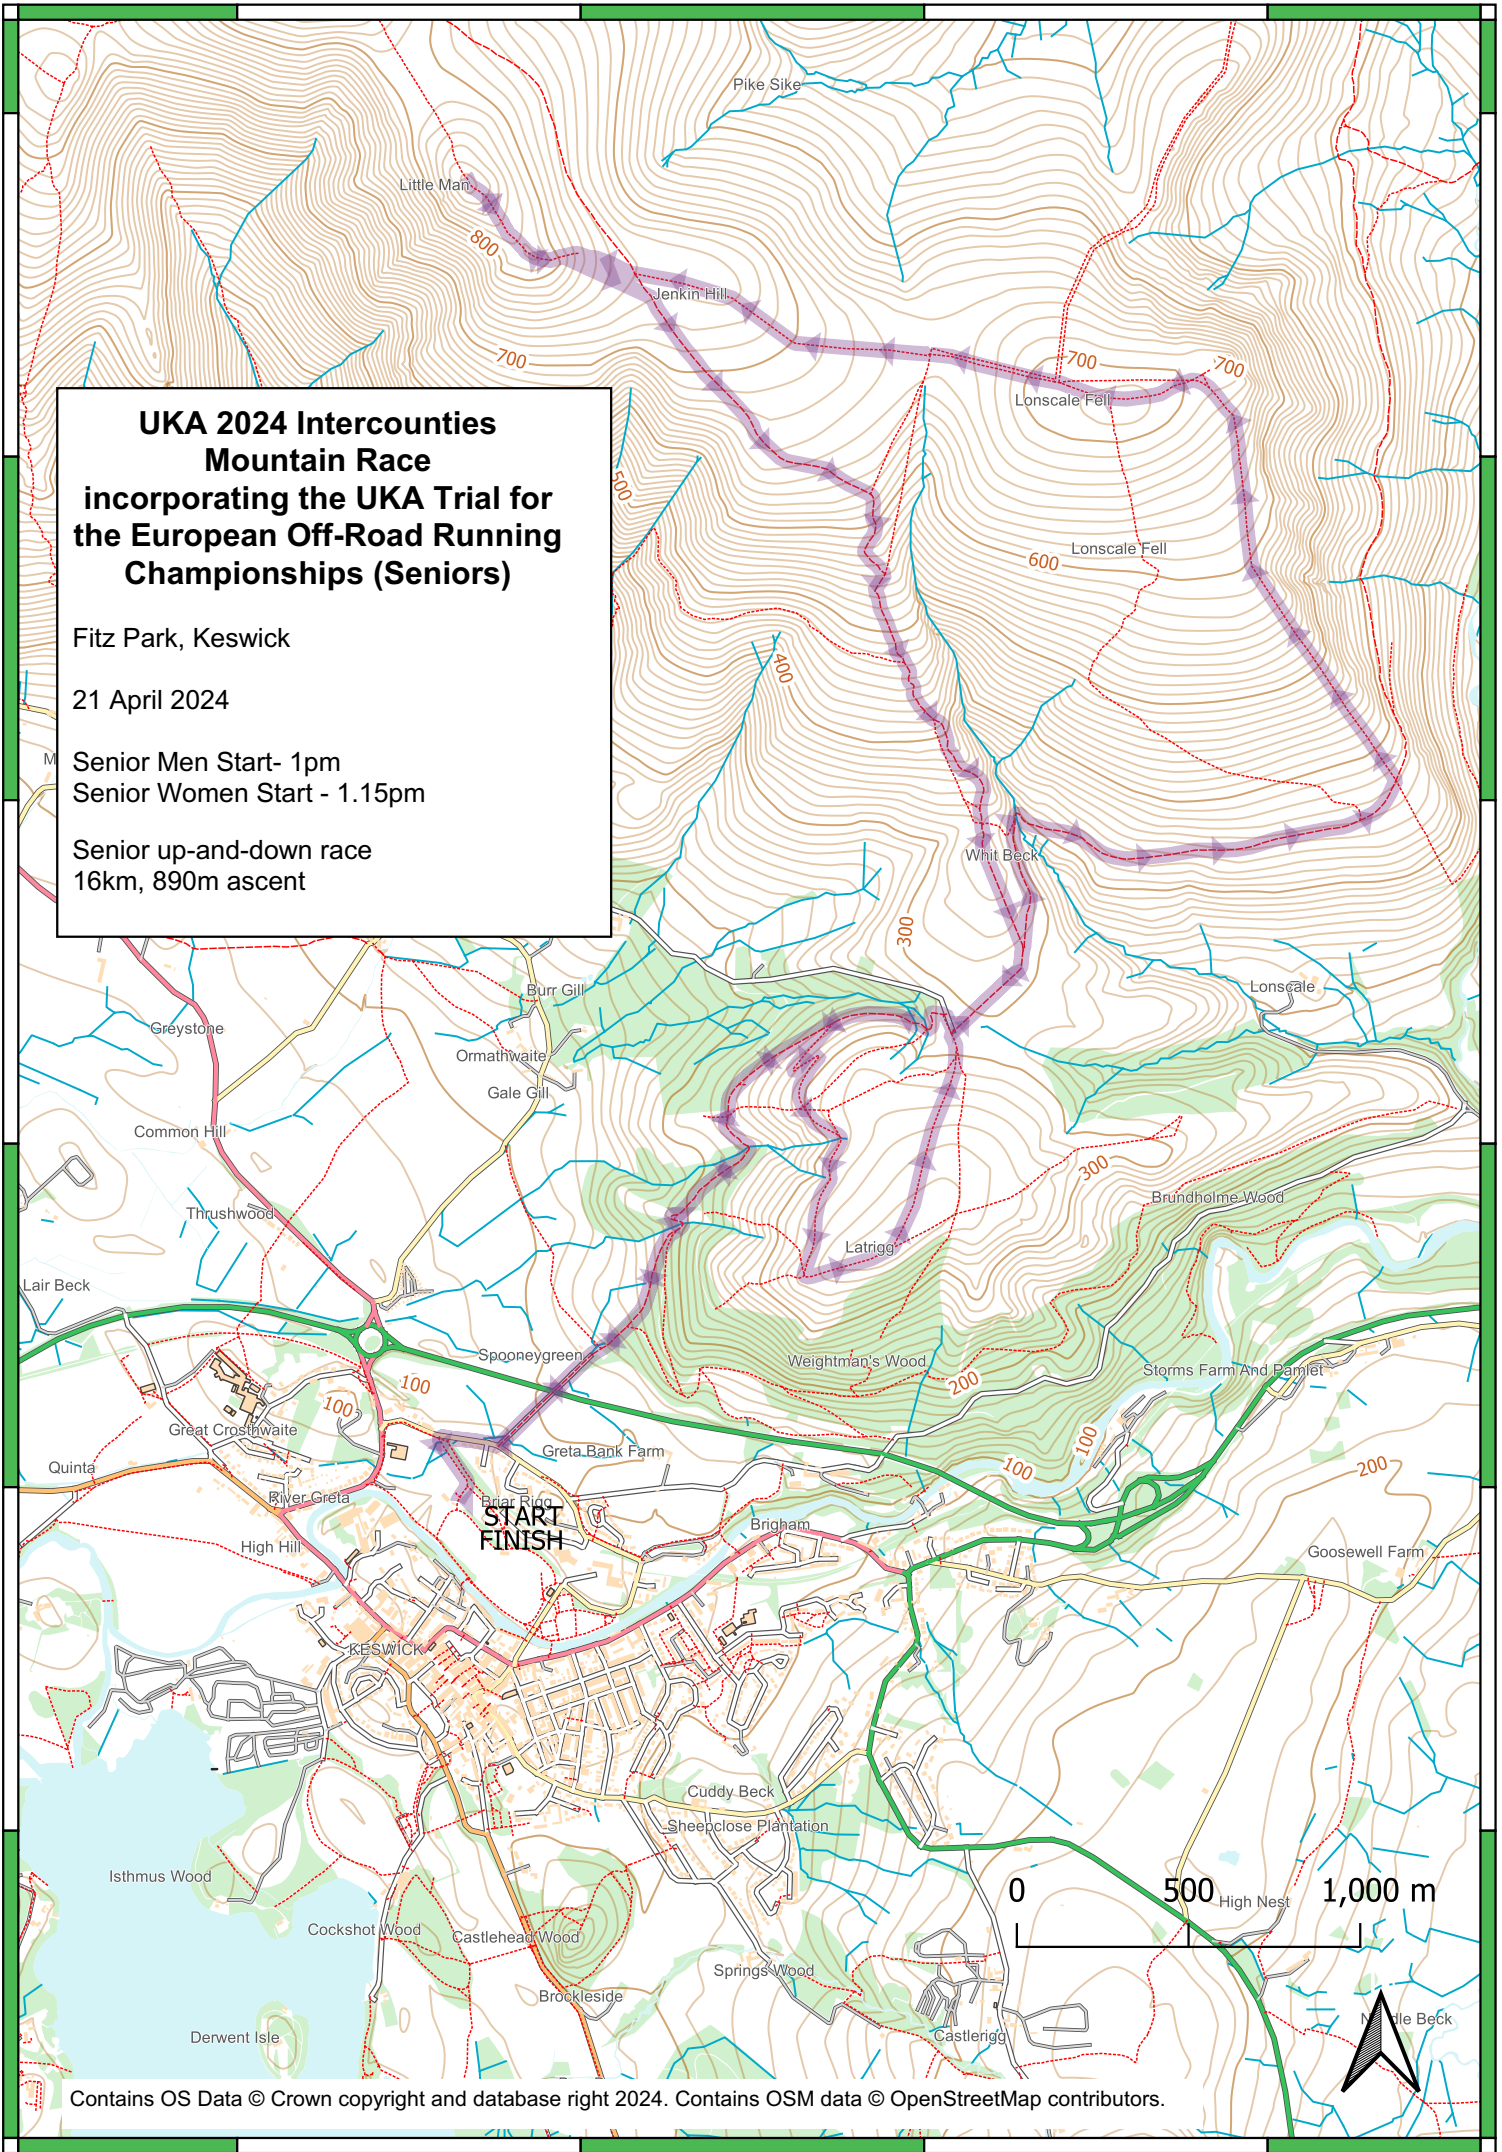 Pike Sike
Little Man
800
Jenkin Hill
700
700
700
Lonscale Fell
UKA 2024 Intercounties
Mountain Race
incorporating the UKA Trial for
the European Off-Road Running
Championships (Seniors)
Fitz Park, Keswick
21 April 2024
Senior Men Start- 1pm
Senior Women Start - 1.15pm
Senior up-and-down race
16km, 890m ascent
500
Lonscale Fell
600
400
M
Whit Beck
300
Burr Gill
Lonscale
Greystone
Ormathwaite
Gale Gill
Common Hill
300
Brundholme Wood
Thrushwood
Latrigg
Lair Beck
Spooneygreen
Weightman's Wood
Storms Farm And Pamlet
200
100
100
Great Crosthwaite
Greta Bank Farm
100
100
200
Quinta
River Greta
Briar Rigg
START
FINISH
Brigham
High Hill
Goosewell Farm
KESWICK
Cuddy Beck
Sheepclose Plantation
Isthmus Wood
0 500 1,000 m
High Nest
Cockshot Wood
Castlehead Wood
Springs Wood
Brockleside
Derwent Isle
Castlerigg
dle Beck
Contains OS Data © Crown copyright and database right 2024. Contains OSM data © OpenStreetMap contributors.